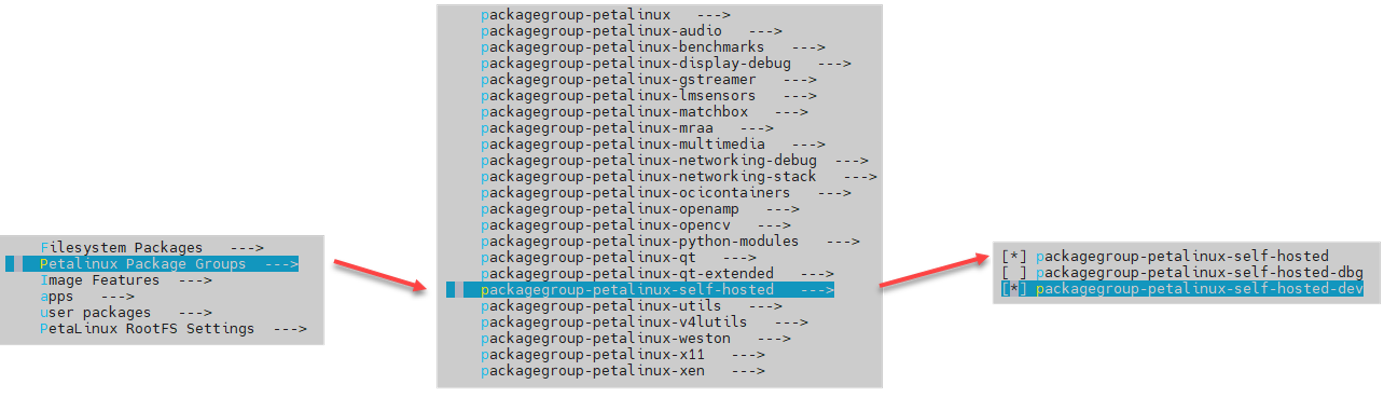 Filesystem Packages --->
Petalinux Package Groups --->
Image Features --->
apps --->
user packages --->
PetaLinux RootFS Settings --->
packagegroup-petalinux --->
packagegroup-petalinux-audio --->
packagegroup-petalinux-benchmarks --->
packagegroup-petalinux-display-debug --->
packagegroup-petalinux-gstreamer --->
packagegroup-petalinux-lmsensors --->
packagegroup-petalinux-matchbox --->
packagegroup-petalinux-mraa --->
packagegroup-petalinux-multimedia --->
packagegroup-petalinux-networking-debug --->
packagegroup-petalinux-networking-stack --->
packagegroup-petalinux-ocicontainers --->
packagegroup-petalinux-openamp --->
packagegroup-petalinux-opencv --->
packagegroup-petalinux-python-modules --->
packagegroup-petalinux-qt --->
packagegroup-petalinux-qt-extended --->
packagegroup-petalinux-self-hosted --->
packagegroup-petalinux-utils --->
packagegroup-petalinux-v4lutils --->
packagegroup-petalinux-weston --->
packagegroup-petalinux-x11 --->
packagegroup-petalinux-xen --->
[*] packagegroup-petalinux-self-hosted
[ ] packagegroup-petalinux-self-hosted-dbg
[*] packagegroup-petalinux-self-hosted-dev